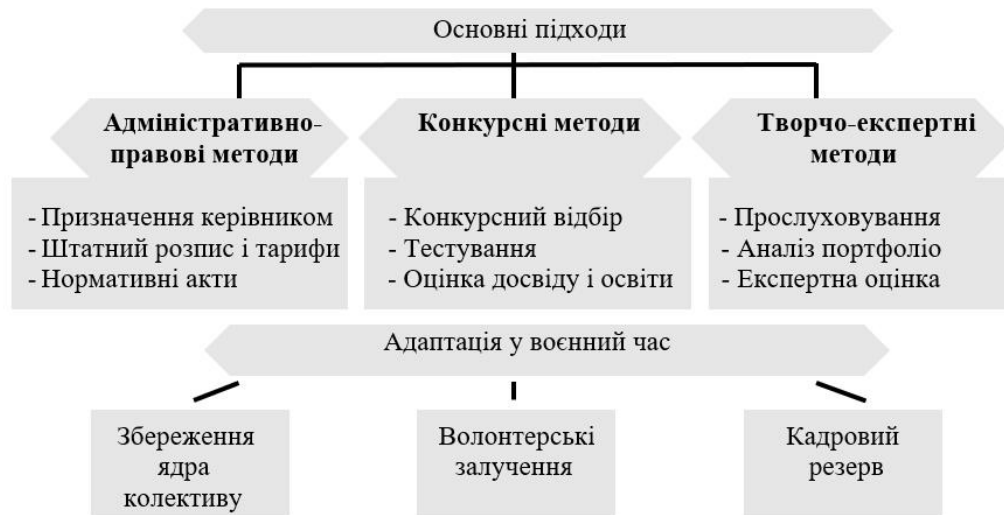 Основні підходи
Адміністративно-
правові методи
Конкурсні методи
Творчо-експертні
методи
- Призначення керівником
- Штатний розпис і тарифи
- Нормативні акти
- Конкурсний відбір
- Тестування
- Оцінка досвіду і освіти
- Прослуховування
- Аналіз портфоліо
- Експертна оцінка
Адаптація у воєнний час
Збереження
ядра
колективу
Волонтерські
залучення
Кадровий
резерв